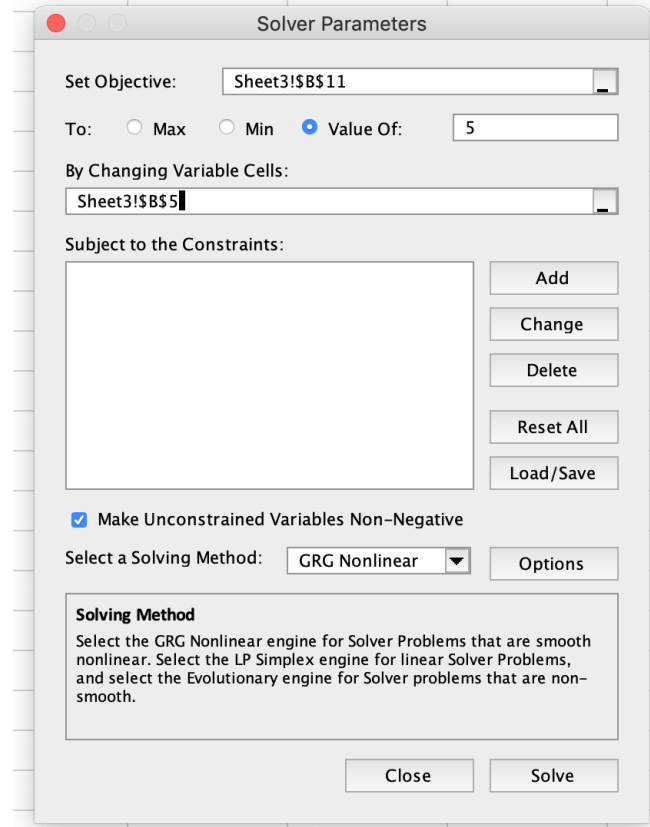 Solver Parameters
Set Objective: Sheet3!$B$11
To: Max Min Value Of: 5
By Changing Variable Cells:
Sheet3!$B$5
Subject to the Constraints:
Add
Change
Delete
Reset All
Load/Save
Make Unconstrained Variables Non-Negative
Select a Solving Method: GRG Nonlinear Options
Solving Method
Select the GRG Nonlinear engine for Solver Problems that are smooth
nonlinear. Select the LP Simplex engine for linear Solver Problems,
and select the Evolutionary engine for Solver problems that are non-
smooth.
Close Solve